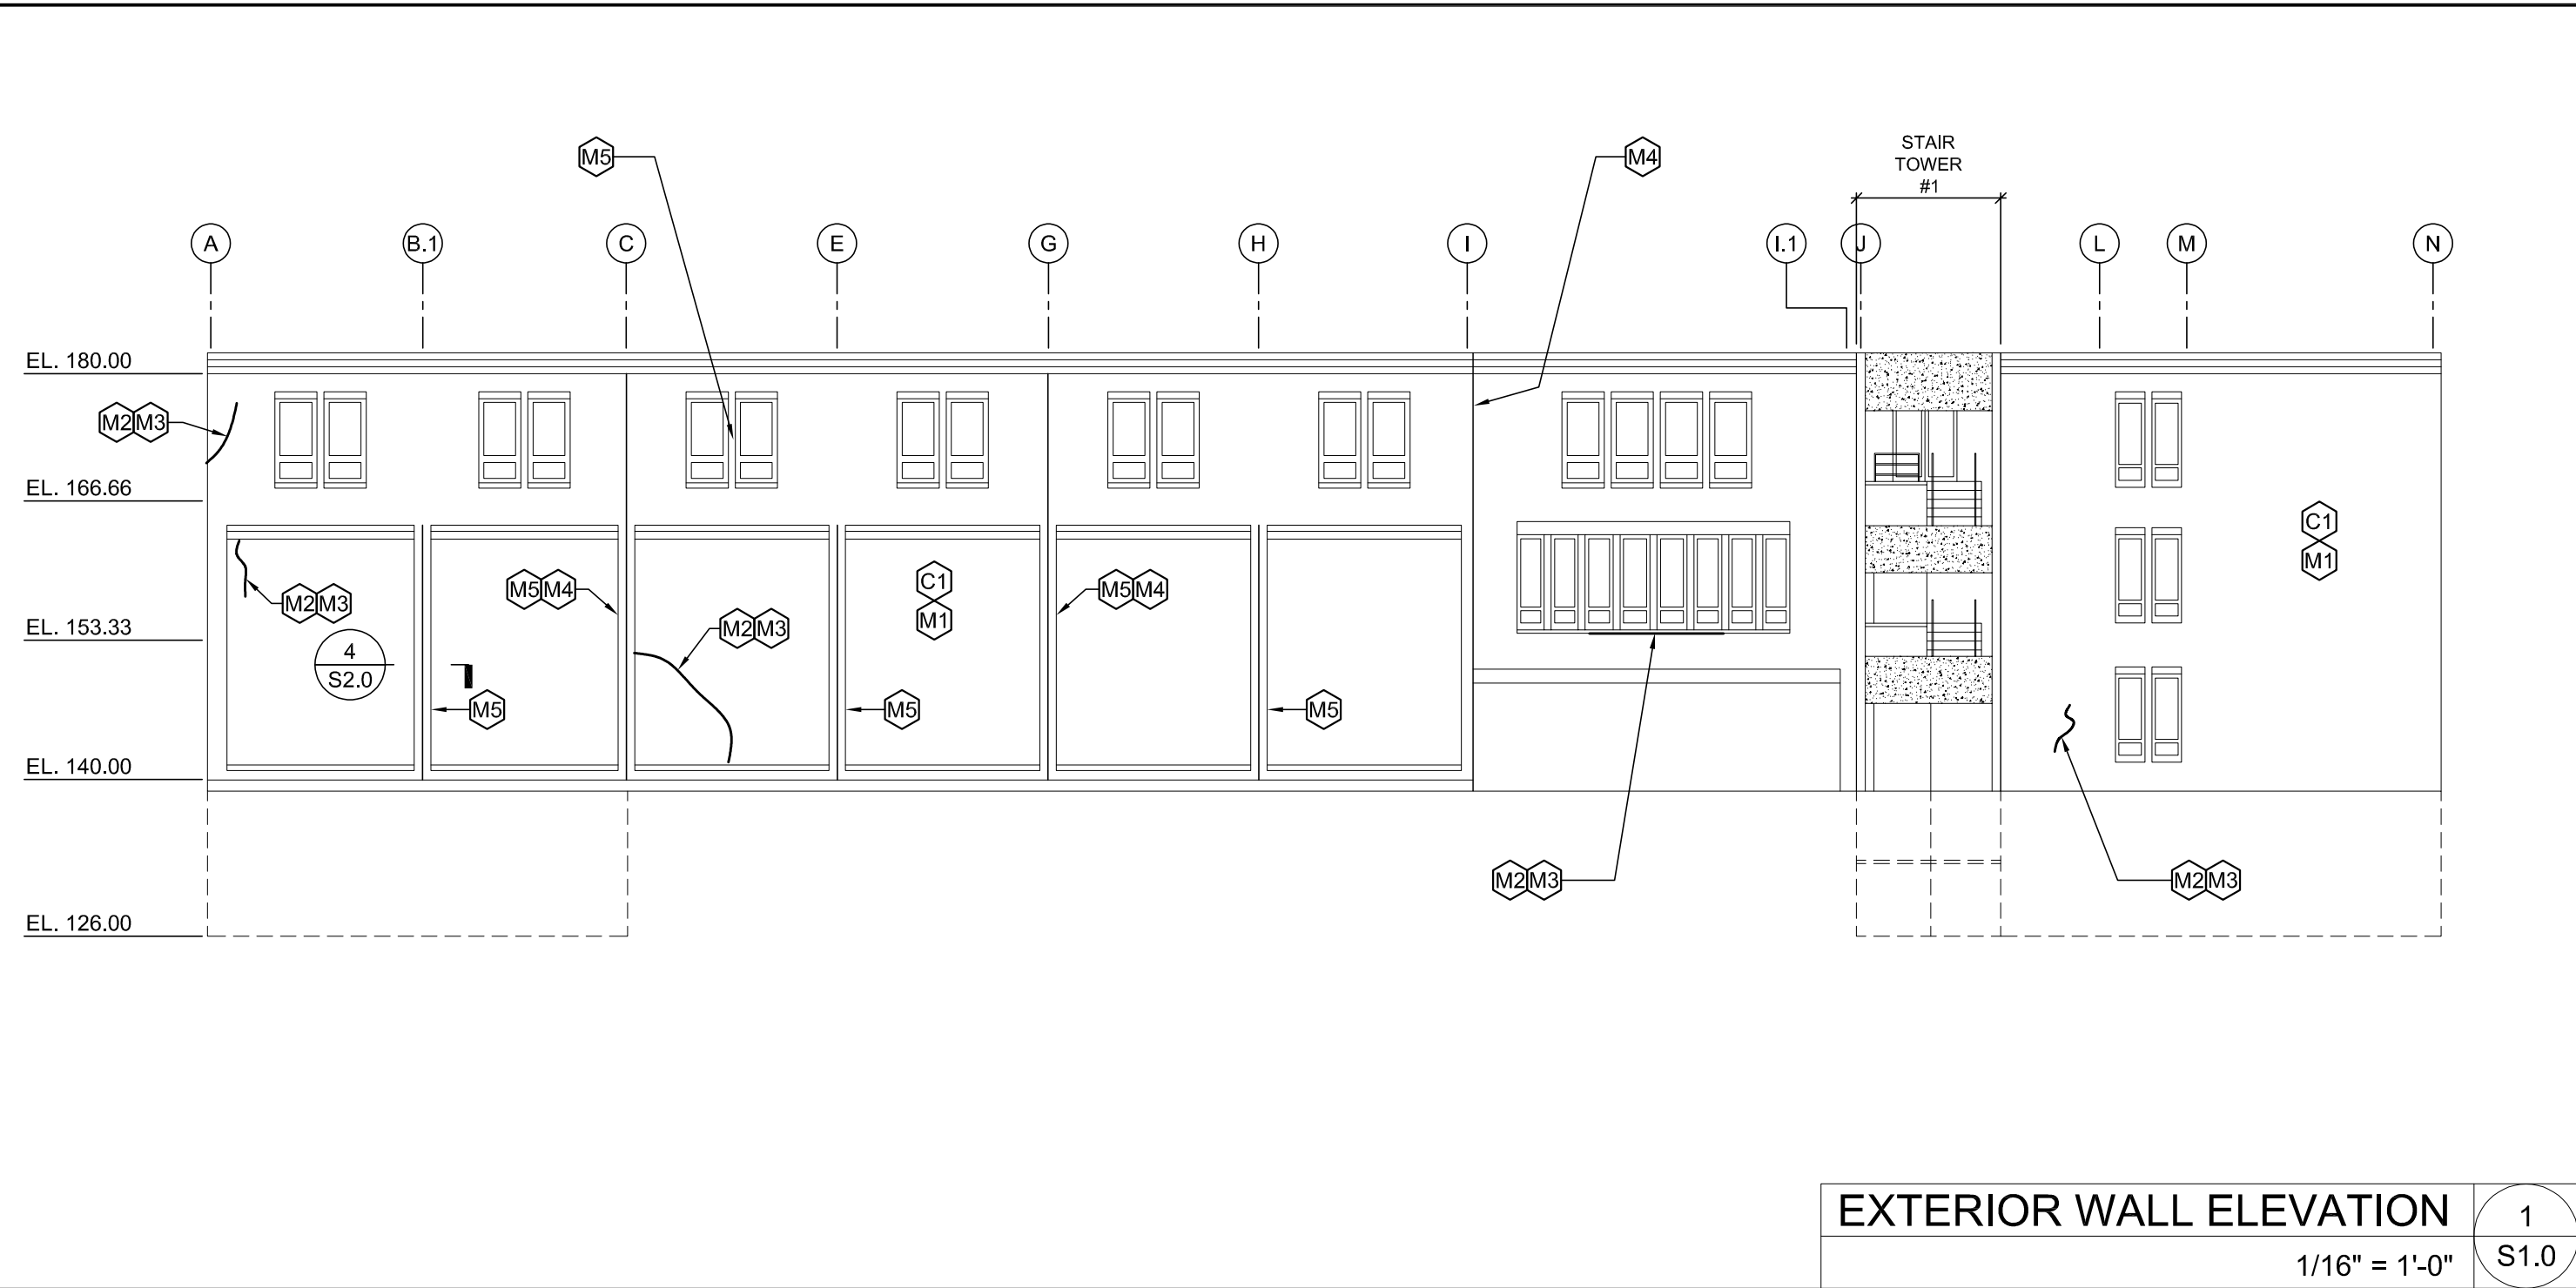 STAIR
TOWER
#1
M5
M4
A
B.1
C
E
G
H
I
I.1
J
L
M
N
EL. 180.00
M2 M3
EL. 166.66
C1
M1
M2 M3
M5 M4
C1
M1
M5 M4
EL. 153.33
M2 M3
4
S2.0
M5
M5
M5
EL. 140.00
M2 M3
M2 M3
EL. 126.00
EXTERIOR WALL ELEVATION
1/16" = 1'-0"
1
S1.0